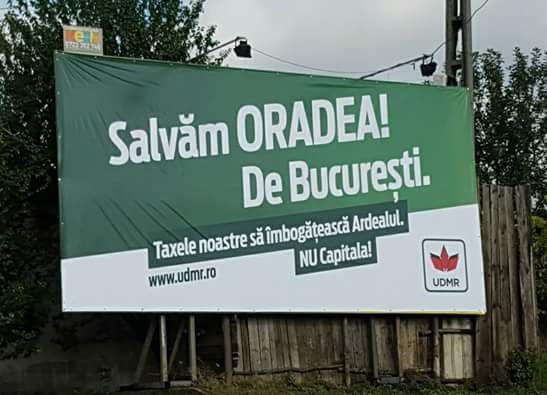 Salvăm ORADEA!
De București.
Taxele noastre să îmbogățească Ardealul.
NU Capitala!
www.udmr.ro
UDMR